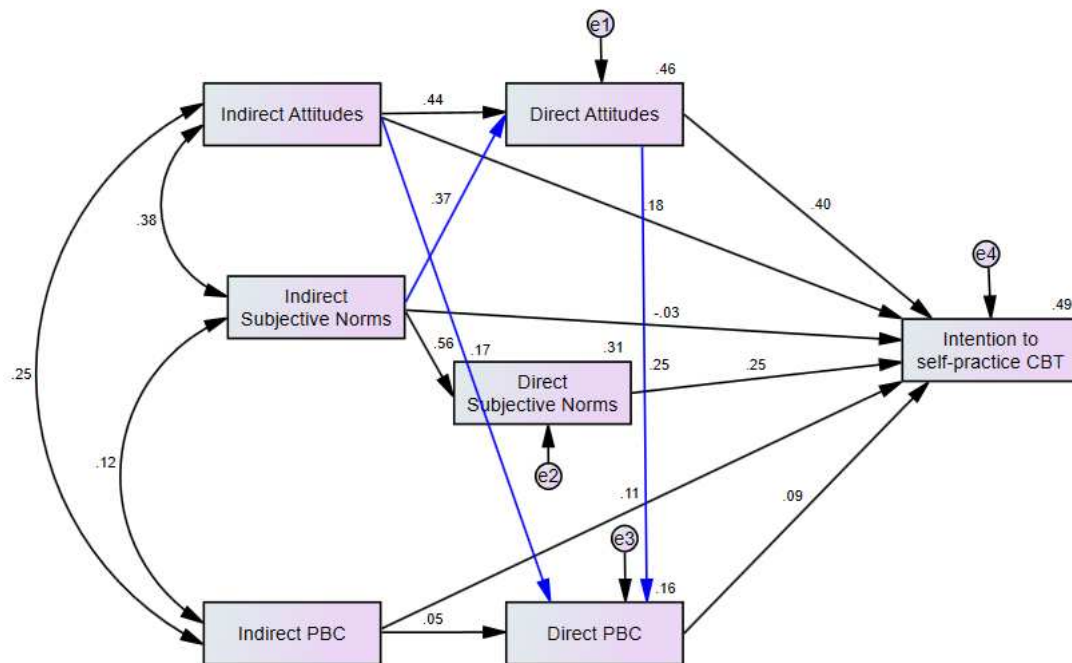 e1
.46
Indirect Attitudes
.44
Direct Attitudes
.37
.18
.40
.38
e4
Indirect
Subjective Norms
-.03
.49
.56
.17
.31
.25
.25
Intention to
self-practice CBT
Direct
Subjective Norms
.25
e2
.12
.11
.09
e3
.16
Indirect PBC
.05
Direct PBC